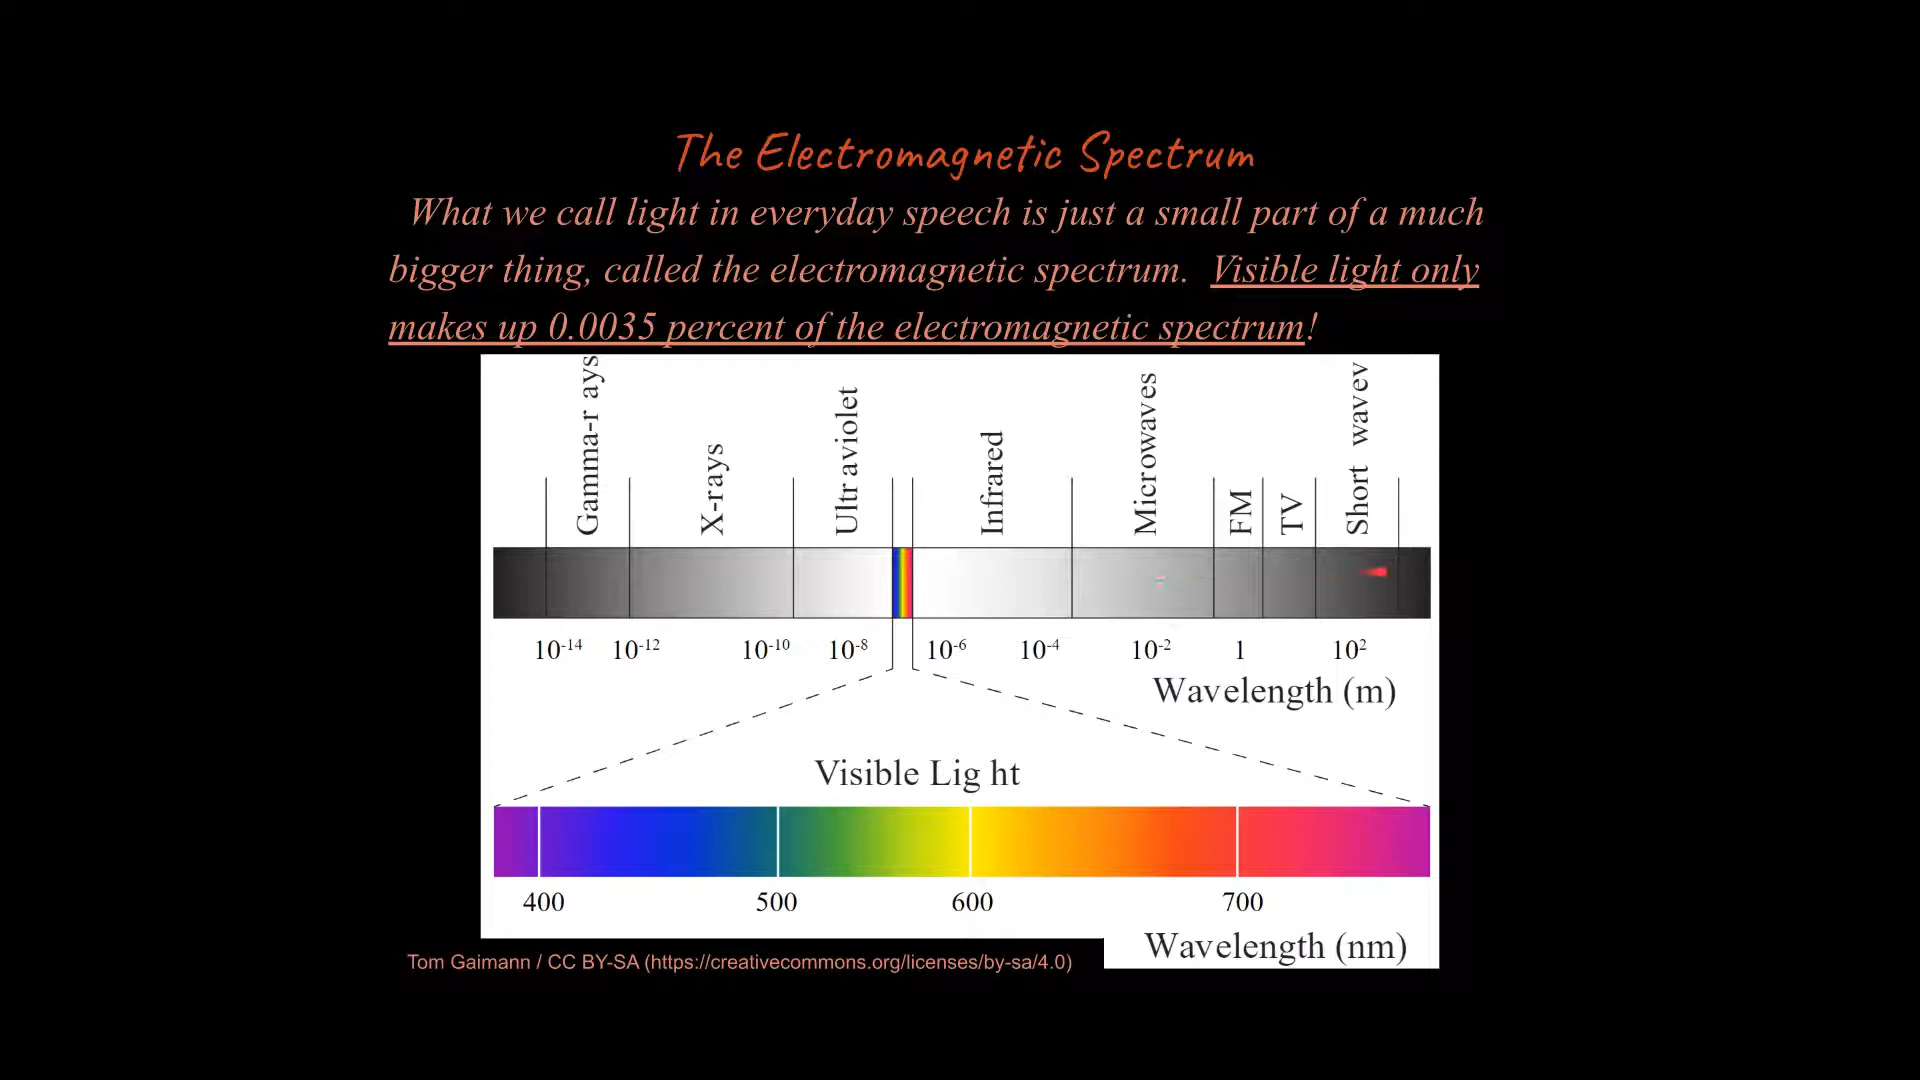 The Electromagnetic Spectrum
What we call light in everyday speech is just a small part of a much
bigger thing, called the electromagnetic spectrum. Visible light only
makes up 0.0035 percent of the electromagnetic spectrum!
Gamma-r ays
X-rays
Ultr aviolet
Infrared
Microwaves
FM
TV
Short wavev
10⁻¹⁴ 10⁻¹² 10⁻¹⁰ 10⁻⁸ 10⁻⁶ 10⁻⁴ 10⁻² 1 10²
Wavelength (m)
Visible Lig ht
400 500 600 700
Wavelength (nm)
Tom Gaimann / CC BY-SA (https://creativecommons.org/licenses/by-sa/4.0)